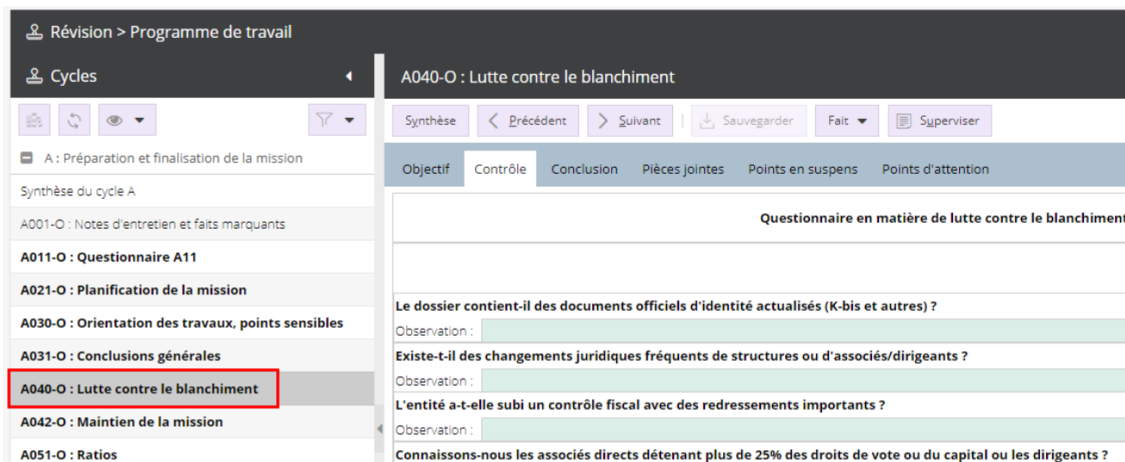 Révision > Programme de travail
Cycles
A : Préparation et finalisation de la mission
Synthèse du cycle A
A001-O : Notes d'entretien et faits marquants
A011-O : Questionnaire A11
A021-O : Planification de la mission
A030-O : Orientation des travaux, points sensibles
A031-O : Conclusions générales
A040-O : Lutte contre le blanchiment
A042-O : Maintien de la mission
A051-O : Ratios
A040-O : Lutte contre le blanchiment
Synthèse Précédent Suivant Sauvegarder Fait Superviser
Objectif Contrôle Conclusion Pièces jointes Points en suspens Points d'attention
Questionnaire en matière de lutte contre le blanchiment
Le dossier contient-il des documents officiels d'identité actualisés (K-bis et autres) ?
Observation :
Existe-t-il des changements juridiques fréquents de structures ou d'associés/dirigeants ?
Observation :
L'entité a-t-elle subi un contrôle fiscal avec des redressements importants ?
Observation :
Connaissons-nous les associés directs détenant plus de 25% des droits de vote ou du capital ou les dirigeants ?